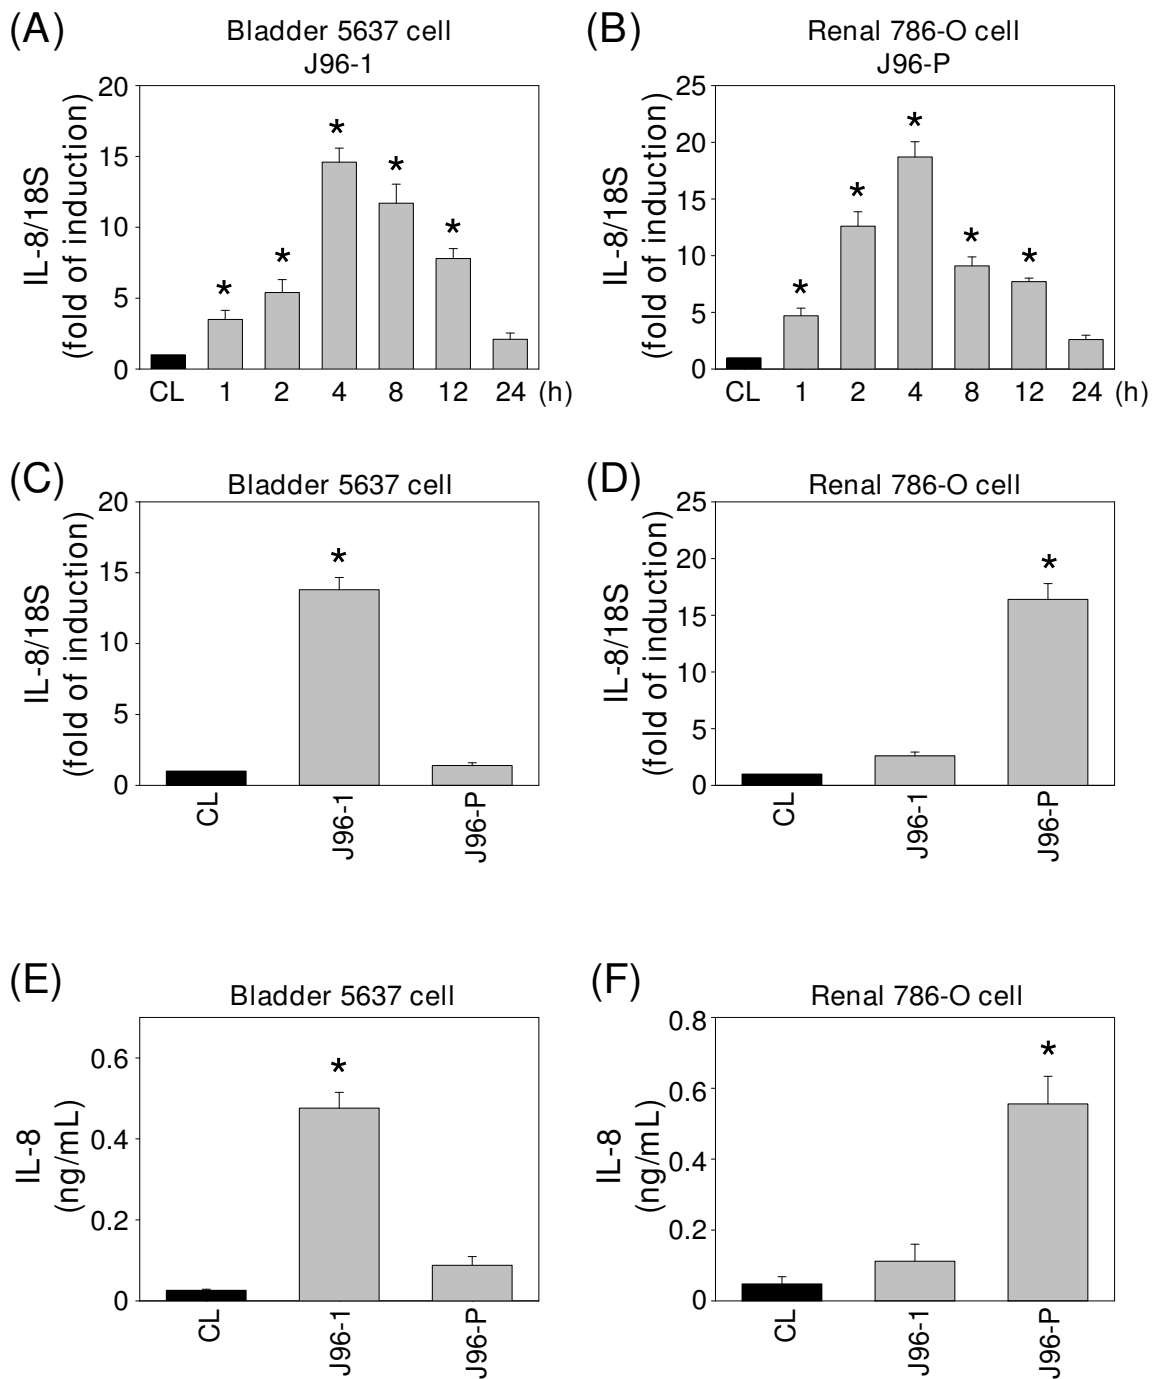 (A)
Bladder 5637 cell
J96-1
IL-8/18S
(fold of induction)
20
15
10
5
0
*
*
*
*
*
CL 1 2 4 8 12 24 (h)
(B)
Renal 786-O cell
J96-P
IL-8/18S
(fold of induction)
25
20
15
10
5
0
*
*
*
*
*
CL 1 2 4 8 12 24 (h)
(C)
Bladder 5637 cell
IL-8/18S
(fold of induction)
20
15
10
5
0
*
CL
J96-1
J96-P
(D)
Renal 786-O cell
IL-8/18S
(fold of induction)
25
20
15
10
5
0
*
CL
J96-1
J96-P
(E)
Bladder 5637 cell
IL-8
(ng/mL)
0.6
0.4
0.2
0
*
CL
J96-1
J96-P
(F)
Renal 786-O cell
IL-8
(ng/mL)
0.8
0.6
0.4
0.2
0
*
CL
J96-1
J96-P